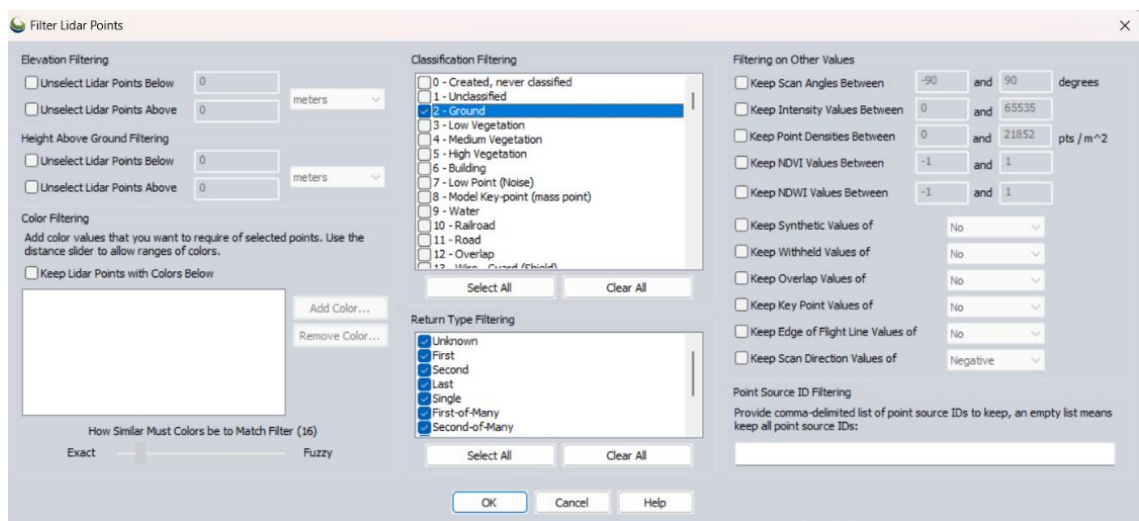 Filter Lidar Points
Elevation Filtering
Unselect Lidar Points Below 0
Unselect Lidar Points Above 0
meters
Height Above Ground Filtering
Unselect Lidar Points Below 0
Unselect Lidar Points Above 0
meters
Color Filtering
Add color values that you want to require of selected points. Use the
distance slider to allow ranges of colors.
Keep Lidar Points with Colors Below
Add Color...
Remove Color...
How Similar Must Colors be to Match Filter (16)
Exact Fuzzy
Classification Filtering
0 - Created, never classified
1 - Unclassified
2 - Ground
3 - Low Vegetation
4 - Medium Vegetation
5 - High Vegetation
6 - Building
7 - Low Point (Noise)
8 - Model Key-point (mass point)
9 - Water
10 - Railroad
11 - Road
12 - Overlap
13 - Wire - Guard (Shield)
Select All Clear All
Return Type Filtering
Unknown
First
Second
Last
Single
First-of-Many
Second-of-Many
Select All Clear All
Filtering on Other Values
Keep Scan Angles Between -90 and 90 degrees
Keep Intensity Values Between 0 and 65535
Keep Point Densities Between 0 and 21852 pts / m^2
Keep NDVI Values Between -1 and 1
Keep NDWI Values Between -1 and 1
Keep Synthetic Values of No
Keep Withheld Values of No
Keep Overlap Values of No
Keep Key Point Values of No
Keep Edge of Flight Line Values of No
Keep Scan Direction Values of Negative
Point Source ID Filtering
Provide comma-delimited list of point source IDs to keep, an empty list means
keep all point source IDs:
OK Cancel Help